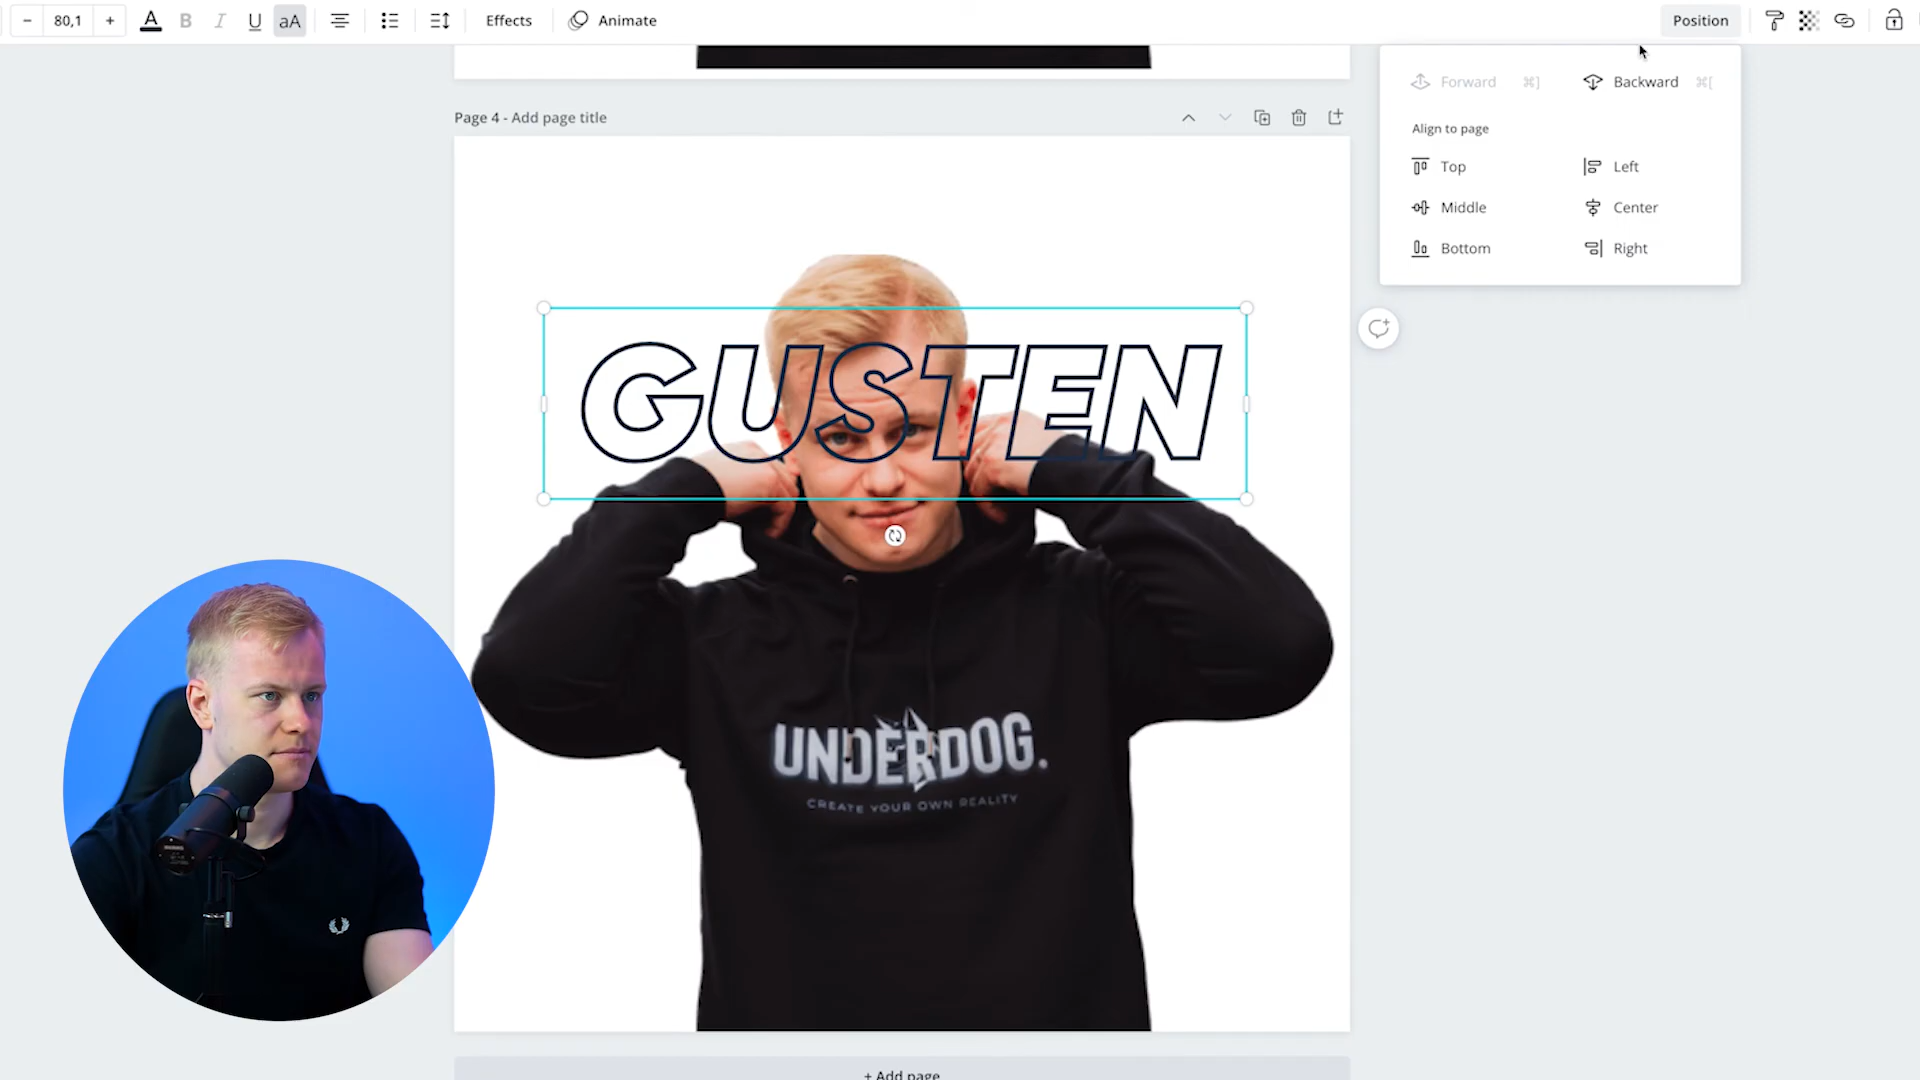 − 80,1 + A B I U aA Effects Animate Position
Forward ⌘] Backward ⌘[
Align to page
Top Left
Middle Center
Bottom Right
Page 4 - Add page title
GUSTEN
UNDERDOG.
CREATE YOUR OWN REALITY
+ Add page